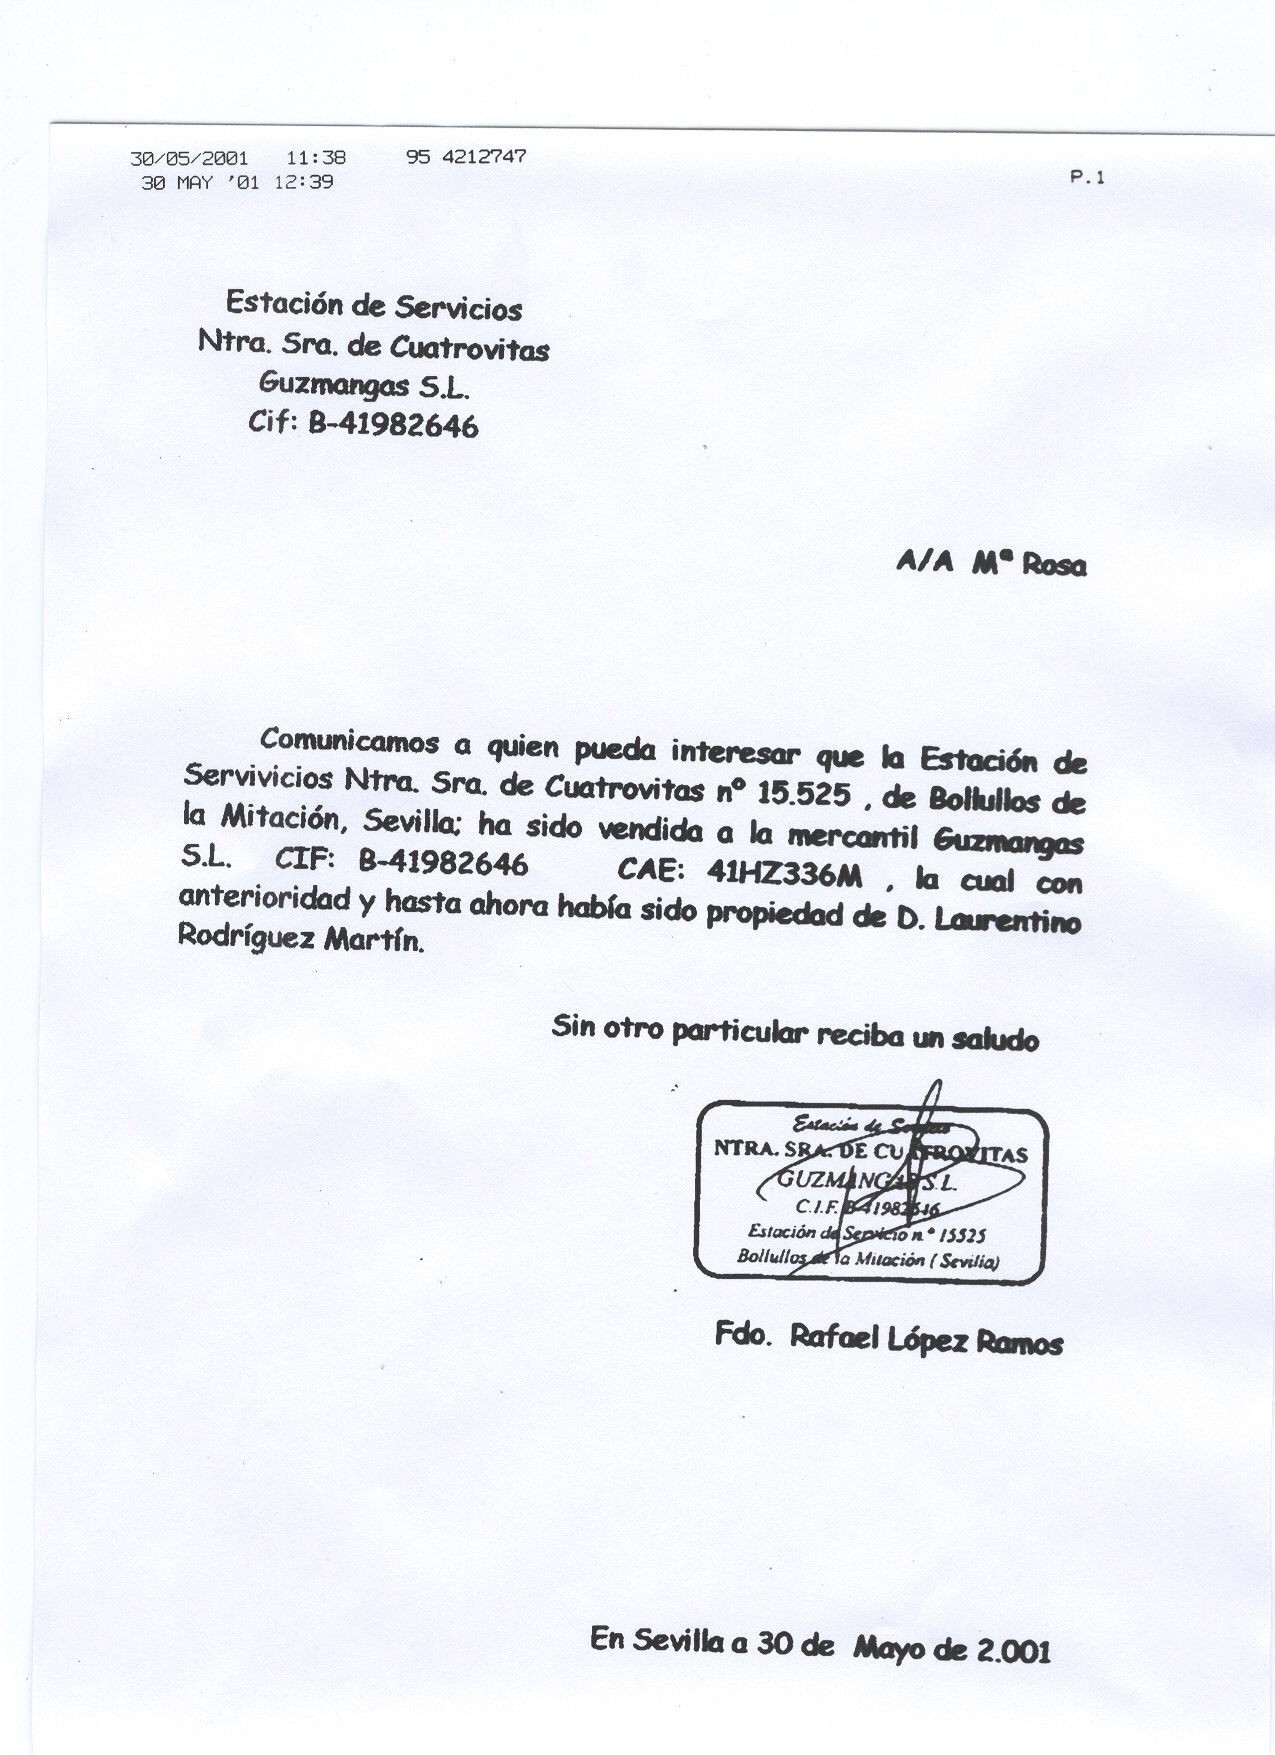 30/05/2001 11:38 95 4212747
30 MAY '01 12:39
P.1
Estación de Servicios
Ntra. Sra. de Cuatrovitas
Guzmangas S.L.
Cif: B-41982646
A/A Mª Rosa
Comunicamos a quien pueda interesar que la Estación de
Servivicios Ntra. Sra. de Cuatrovitas nº 15.525 , de Bollullos de
la Mitación, Sevilla; ha sido vendida a la mercantil Guzmangas
S.L. CIF: B-41982646 CAE: 41HZ336M , la cual con
anterioridad y hasta ahora había sido propiedad de D. Laurentino
Rodríguez Martín.
Sin otro particular reciba un saludo
Estación de Servicio
NTRA. SRA. DE CUATROVITAS
GUZMANGAS S.L.
C.I.F. B-41982646
Estación de Servicio n.º 15525
Bollullos de la Mitación (Sevilla)
Fdo. Rafael López Ramos
En Sevilla a 30 de Mayo de 2.001